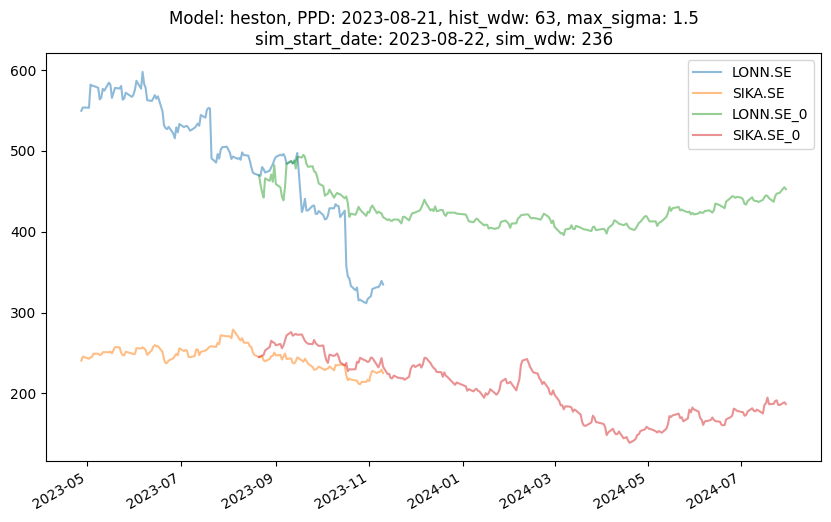 Model: heston, PPD: 2023-08-21, hist_wdw: 63, max_sigma: 1.5
sim_start_date: 2023-08-22, sim_wdw: 236
LONN.SE
SIKA.SE
LONN.SE_0
SIKA.SE_0
600
500
400
300
200
2023-05
2023-07
2023-09
2023-11
2024-01
2024-03
2024-05
2024-07